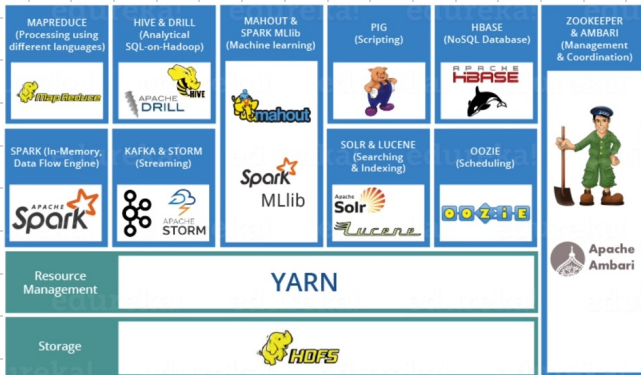 MAPREDUCE
(Processing using
different languages)
Map Reduce
HIVE & DRILL
(Analytical
SQL-on-Hadoop)
HIVE
APACHE
DRILL
MAHOUT &
SPARK MLlib
(Machine learning)
mahout
Spark
MLlib
PIG
(Scripting)
HBASE
(NoSQL Database)
APACHE
HBASE
ZOOKEEPER
& AMBARI
(Management
& Coordination)
Apache
Ambari
SPARK (In-Memory,
Data Flow Engine)
APACHE
Spark
KAFKA & STORM
(Streaming)
APACHE
STORM
SOLR & LUCENE
(Searching
& Indexing)
Apache
Solr
Lucene
OOZIE
(Scheduling)
OOZIE
Resource
Management
YARN
Storage
HDFS